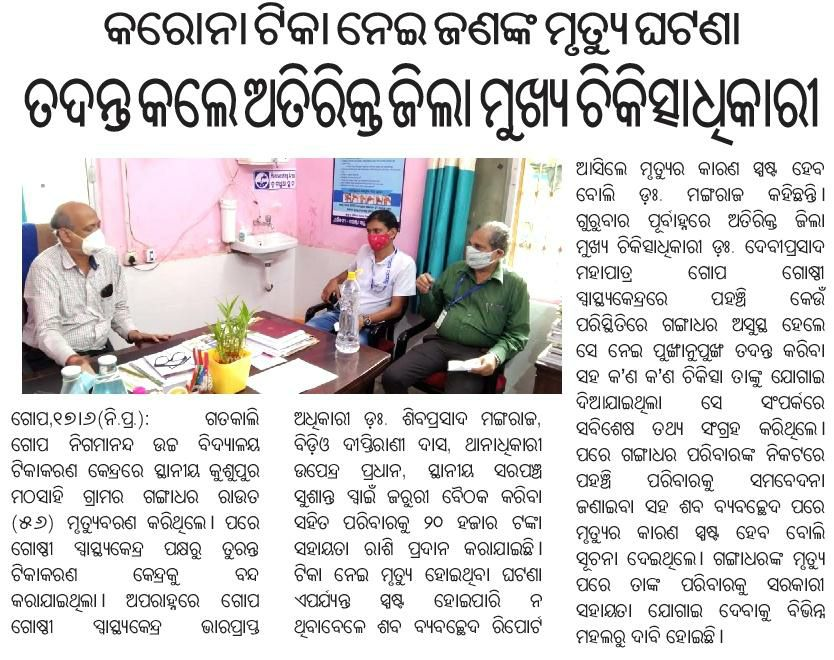 କରୋନା ଟିକା ନେଇ ଜଣଙ୍କ ମୃତ୍ୟୁ ଘଟଣା
ତଦନ୍ତ କଲେ ଅତିରିକ୍ତ ଜିଲା ମୁଖ୍ୟ ଚିକିତ୍ସାଧିକାରୀ
ଗୋପ,୧୭।୬(ନି.ପ୍ର.): ଗତକାଲି
ଗୋପ ନିଗମାନନ୍ଦ ଉଚ୍ଚ ବିଦ୍ୟାଳୟ
ଟିକାକରଣ କେନ୍ଦ୍ରରେ ସ୍ଥାନୀୟ କୁଶୁପୁର
ମଠସାହି ଗ୍ରାମର ଗଙ୍ଗାଧର ରାଉତ
(୫୬) ମୃତ୍ୟୁବରଣ କରିଥିଲେ। ପରେ
ଗୋଷ୍ଠୀ ସ୍ୱାସ୍ଥ୍ୟକେନ୍ଦ୍ର ପକ୍ଷରୁ ତୁରନ୍ତ
ଟିକାକରଣ କେନ୍ଦ୍ରକୁ ବନ୍ଦ
କରାଯାଇଥିଲା। ଅପରାହ୍ନରେ ଗୋପ
ଗୋଷ୍ଠୀ ସ୍ୱାସ୍ଥ୍ୟକେନ୍ଦ୍ର ଭାରପ୍ରାପ୍ତ
ଅଧିକାରୀ ଡ଼ଃ. ଶିବପ୍ରସାଦ ମଙ୍ଗରାଜ,
ବିଡ଼ିଓ ଦୀପ୍ତିରାଣୀ ଦାସ, ଥାନାଧିକାରୀ
ଉପେନ୍ଦ୍ର ପ୍ରଧାନ, ସ୍ଥାନୀୟ ସରପଞ୍ଚ
ସୁଶାନ୍ତ ସ୍ୱାଇଁ ଜରୁରୀ ବୈଠକ କରିବା
ସହିତ ପରିବାରକୁ ୨୦ ହଜାର ଟଙ୍କା
ସହାୟତା ରାଶି ପ୍ରଦାନ କରାଯାଇଛି।
ଟିକା ନେଇ ମୃତ୍ୟୁ ହୋଇଥିବା ଘଟଣା
ଏପର୍ଯ୍ୟନ୍ତ ସ୍ପଷ୍ଟ ହୋଇପାରି ନ
ଥିବାବେଳେ ଶବ ବ୍ୟବଚ୍ଛେଦ ରିପୋର୍ଟ
ଆସିଲେ ମୃତ୍ୟୁର କାରଣ ସ୍ପଷ୍ଟ ହେବ
ବୋଲି ଡ଼ଃ. ମଙ୍ଗରାଜ କହିଛନ୍ତି।
ଗୁରୁବାର ପୂର୍ବାହ୍ନରେ ଅତିରିକ୍ତ ଜିଲା
ମୁଖ୍ୟ ଚିକିତ୍ସାଧିକାରୀ ଡ଼ଃ. ଦେବୀପ୍ରସାଦ
ମହାପାତ୍ର ଗୋପ ଗୋଷ୍ଠୀ
ସ୍ୱାସ୍ଥ୍ୟକେନ୍ଦ୍ରରେ ପହଞ୍ଚି କେଉଁ
ପରିସ୍ଥିତିରେ ଗଙ୍ଗାଧର ଅସୁସ୍ଥ ହେଲେ
ସେ ନେଇ ପୁଙ୍ଖାନୁପୁଙ୍ଖ ତଦନ୍ତ କରିବା
ସହ କ'ଣ କ'ଣ ଚିକିତ୍ସା ତାଙ୍କୁ ଯୋଗାଇ
ଦିଆଯାଇଥିଲା ସେ ସଂପର୍କରେ
ସବିଶେଷ ତଥ୍ୟ ସଂଗ୍ରହ କରିଥିଲେ।
ପରେ ଗଙ୍ଗାଧର ପରିବାରଙ୍କ ନିକଟରେ
ପହଞ୍ଚି ପରିବାରକୁ ସମବେଦନା
ଜଣାଇବା ସହ ଶବ ବ୍ୟବଚ୍ଛେଦ ପରେ
ମୃତ୍ୟୁର କାରଣ ସ୍ପଷ୍ଟ ହେବ ବୋଲି
ସୂଚନା ଦେଇଥିଲେ। ଗଙ୍ଗାଧରଙ୍କ ମୃତ୍ୟୁ
ପରେ ତାଙ୍କ ପରିବାରକୁ ସରକାରୀ
ସହାୟତା ଯୋଗାଇ ଦେବାକୁ ବିଭିନ୍ନ
ମହଲରୁ ଦାବି ହୋଇଛି।